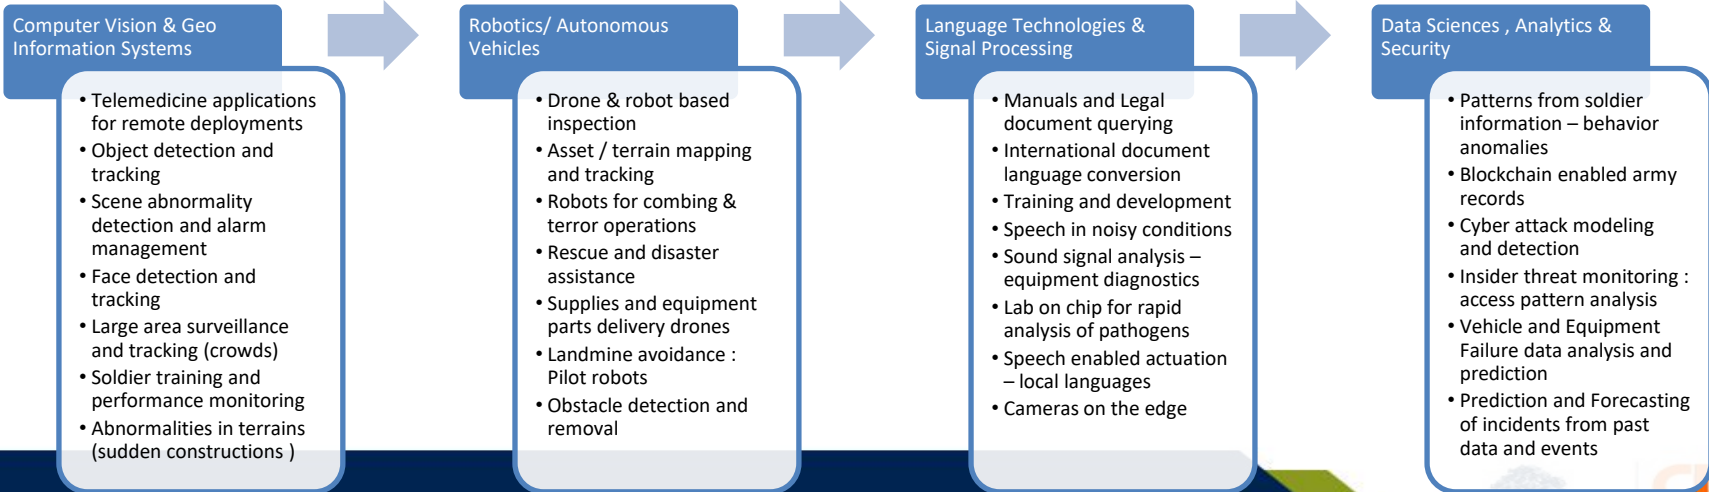 Computer Vision & Geo
Information Systems
• Telemedicine applications
for remote deployments
• Object detection and
tracking
• Scene abnormality
detection and alarm
management
• Face detection and
tracking
• Large area surveillance
and tracking (crowds)
• Soldier training and
performance monitoring
• Abnormalities in terrains
(sudden constructions )
Robotics/ Autonomous
Vehicles
• Drone & robot based
inspection
• Asset / terrain mapping
and tracking
• Robots for combing &
terror operations
• Rescue and disaster
assistance
• Supplies and equipment
parts delivery drones
• Landmine avoidance :
Pilot robots
• Obstacle detection and
removal
Language Technologies &
Signal Processing
• Manuals and Legal
document querying
• International document
language conversion
• Training and development
• Speech in noisy conditions
• Sound signal analysis –
equipment diagnostics
• Lab on chip for rapid
analysis of pathogens
• Speech enabled actuation
– local languages
• Cameras on the edge
Data Sciences , Analytics &
Security
• Patterns from soldier
information – behavior
anomalies
• Blockchain enabled army
records
• Cyber attack modeling
and detection
• Insider threat monitoring :
access pattern analysis
• Vehicle and Equipment
Failure data analysis and
prediction
• Prediction and Forecasting
of incidents from past
data and events